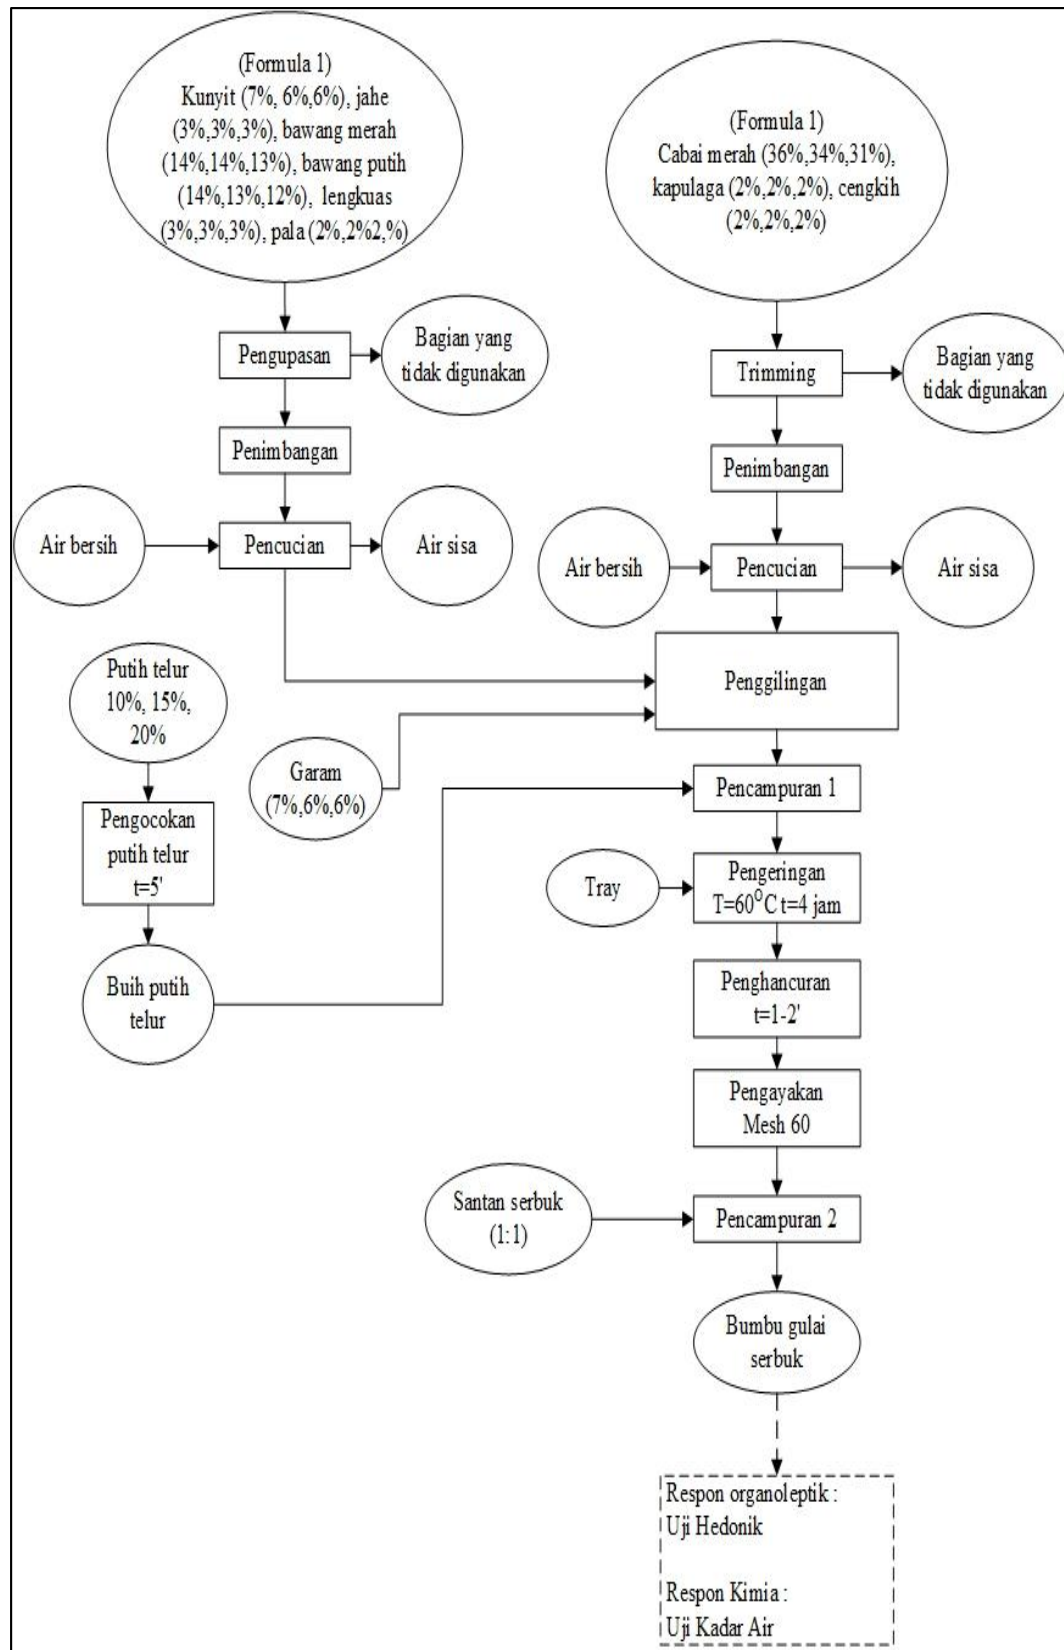 (Formula 1)
Kunyit (7%, 6%,6%), jahe
(3%,3%,3%), bawang merah
(14%,14%,13%), bawang putih
(14%,13%,12%), lengkuas
(3%,3%,3%), pala (2%,2%2,%)
(Formula 1)
Cabai merah (36%,34%,31%),
kapulaga (2%,2%,2%), cengkih
(2%,2%,2%)
Pengupasan
Bagian yang
tidak digunakan
Trimming
Bagian yang
tidak digunakan
Penimbangan
Penimbangan
Air bersih
Pencucian
Air sisa
Air bersih
Pencucian
Air sisa
Putih telur
10%, 15%,
20%
Penggilingan
Garam
(7%,6%,6%)
Pencampuran 1
Pengocokan
putih telur
t=5'
Tray
Pengeringan
T=60°C t=4 jam
Buih putih
telur
Penghancuran
t=1-2'
Pengayakan
Mesh 60
Santan serbuk
(1:1)
Pencampuran 2
Bumbu gulai
serbuk
Respon organoleptik :
Uji Hedonik
Respon Kimia :
Uji Kadar Air